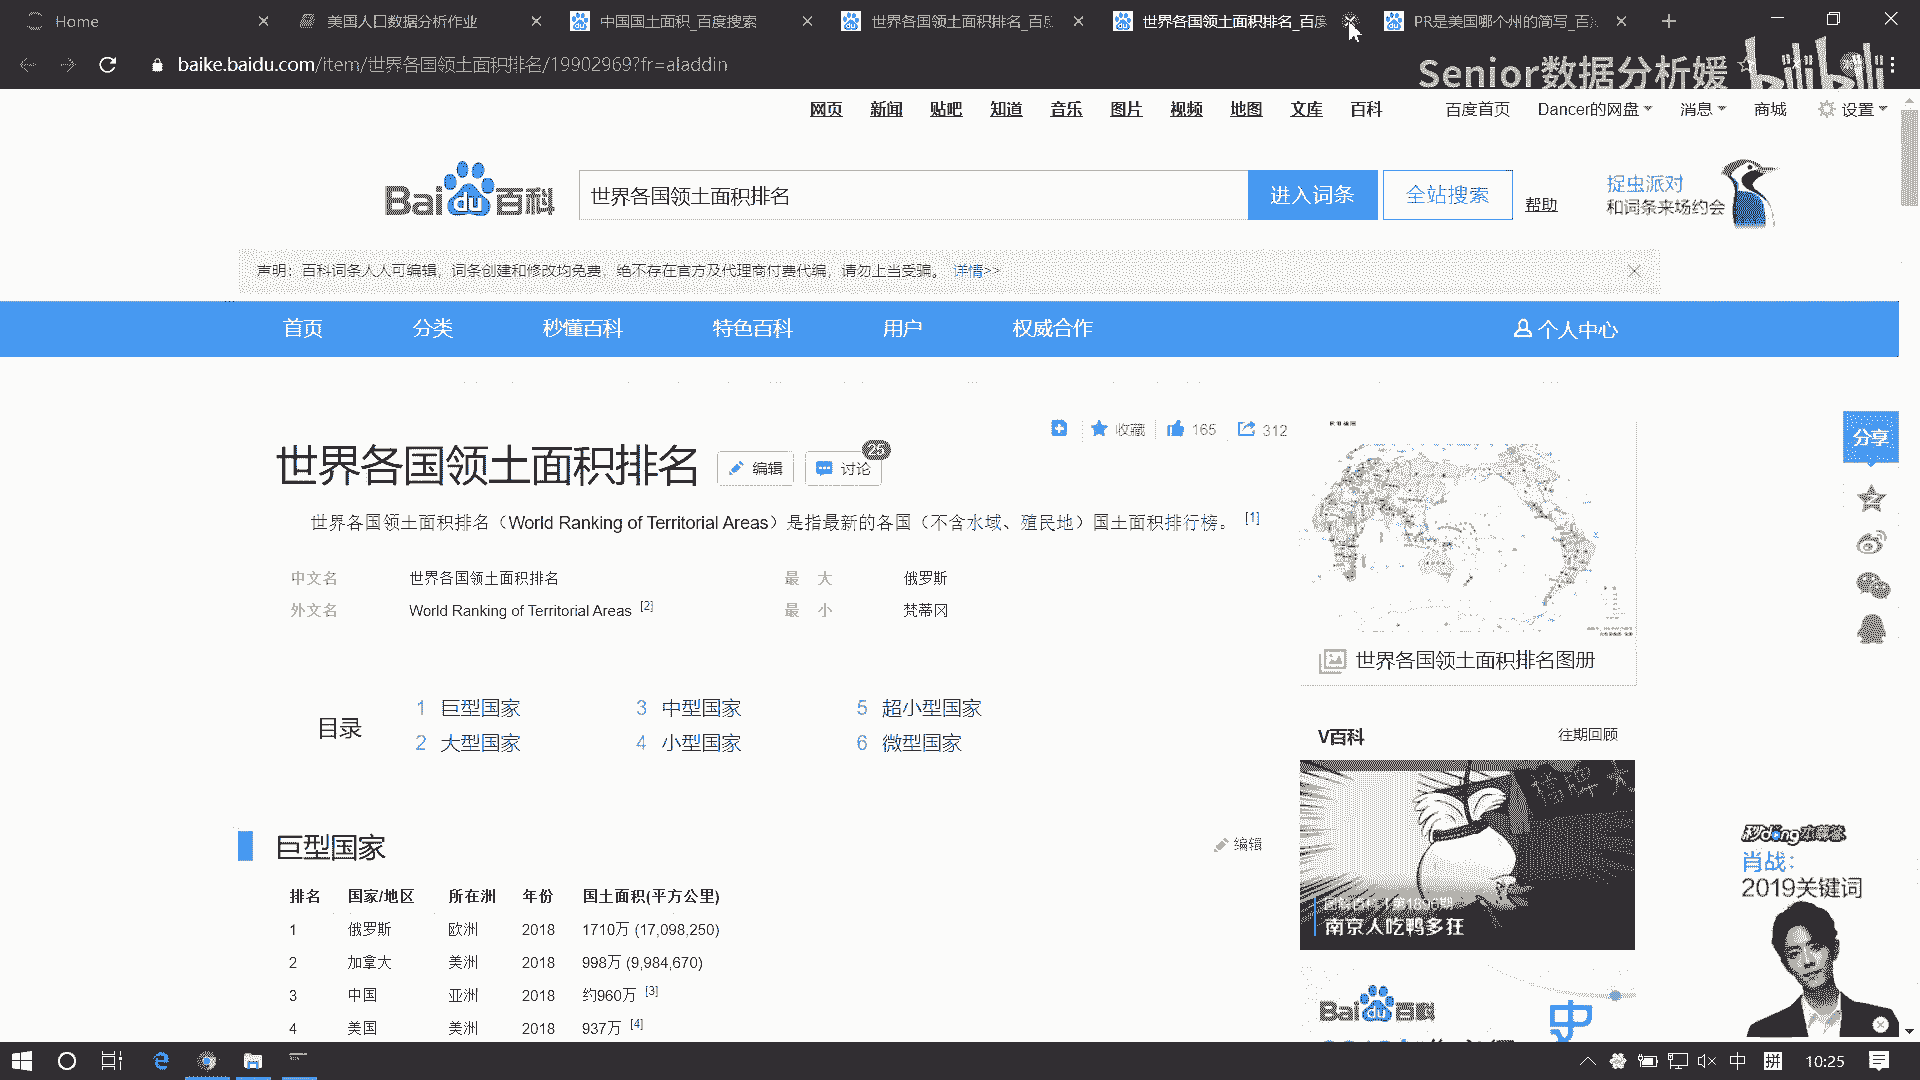 Home
美国人口数据分析作业
中国国土面积_百度搜索
世界各国领土面积排名_百度
世界各国领土面积排名_百度
PR是美国哪个州的简写_百
baike.baidu.com/item/世界各国领土面积排名/19902969?fr=aladdin
Senior数据分析媛 bilibili
网页 新闻 贴吧 知道 音乐 图片 视频 地图 文库 百科 百度首页 Dancer的网盘 消息 商城 设置
Bai du 百科
世界各国领土面积排名
进入词条
全站搜索
帮助
捉虫派对
和词条来场约会
声明：百科词条人人可编辑，词条创建和修改均免费，绝不存在官方及代理商付费代编，请勿上当受骗。 详情>>
首页 分类 秒懂百科 特色百科 用户 权威合作 个人中心
收藏 165 312
世界各国领土面积排名
编辑
讨论 25
分享
世界各国领土面积排名（World Ranking of Territorial Areas）是指最新的各国（不含水域、殖民地）国土面积排行榜。 [1]
中文名 世界各国领土面积排名 最 大 俄罗斯
外文名 World Ranking of Territorial Areas [2] 最 小 梵蒂冈
世界各国领土面积排名图册
目录
1 巨型国家 3 中型国家 5 超小型国家
2 大型国家 4 小型国家 6 微型国家
V百科 往期回顾
巨型国家 编辑
排名 国家/地区 所在洲 年份 国土面积(平方公里)
1 俄罗斯 欧洲 2018 1710万 (17,098,250)
2 加拿大 美洲 2018 998万 (9,984,670)
3 中国 亚洲 2018 约960万 [3]
4 美国 美洲 2018 937万 [4]
南京人吃鸭多狂
肖战：
2019关键词
Bai du 百科
中 拼 10:25